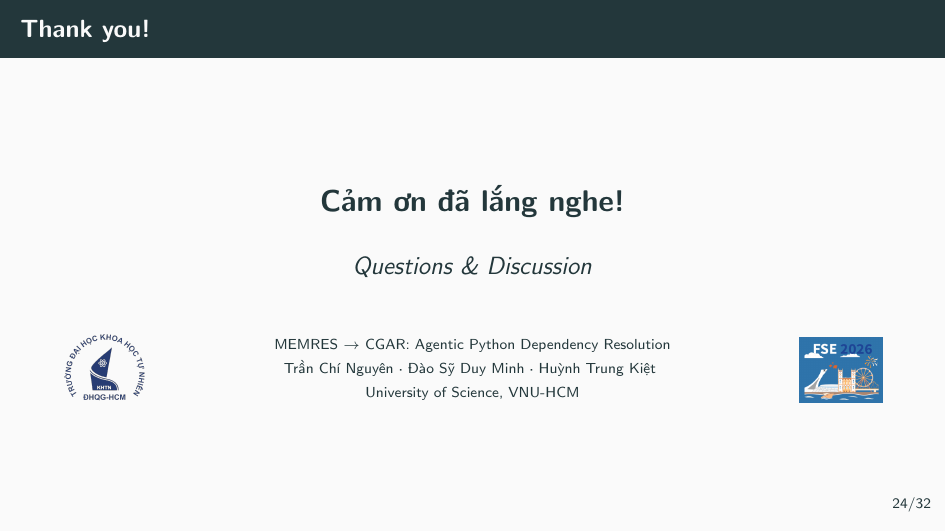 Thank you!
Cảm ơn đã lắng nghe!
Questions & Discussion
MEMRES → CGAR: Agentic Python Dependency Resolution
Trần Chí Nguyên · Đào Sỹ Duy Minh · Huỳnh Trung Kiệt
University of Science, VNU-HCM
TRƯỜNG ĐẠI HỌC KHOA HỌC TỰ NHIÊN
KHTN
ĐHQG-HCM
FSE 2026
24/32